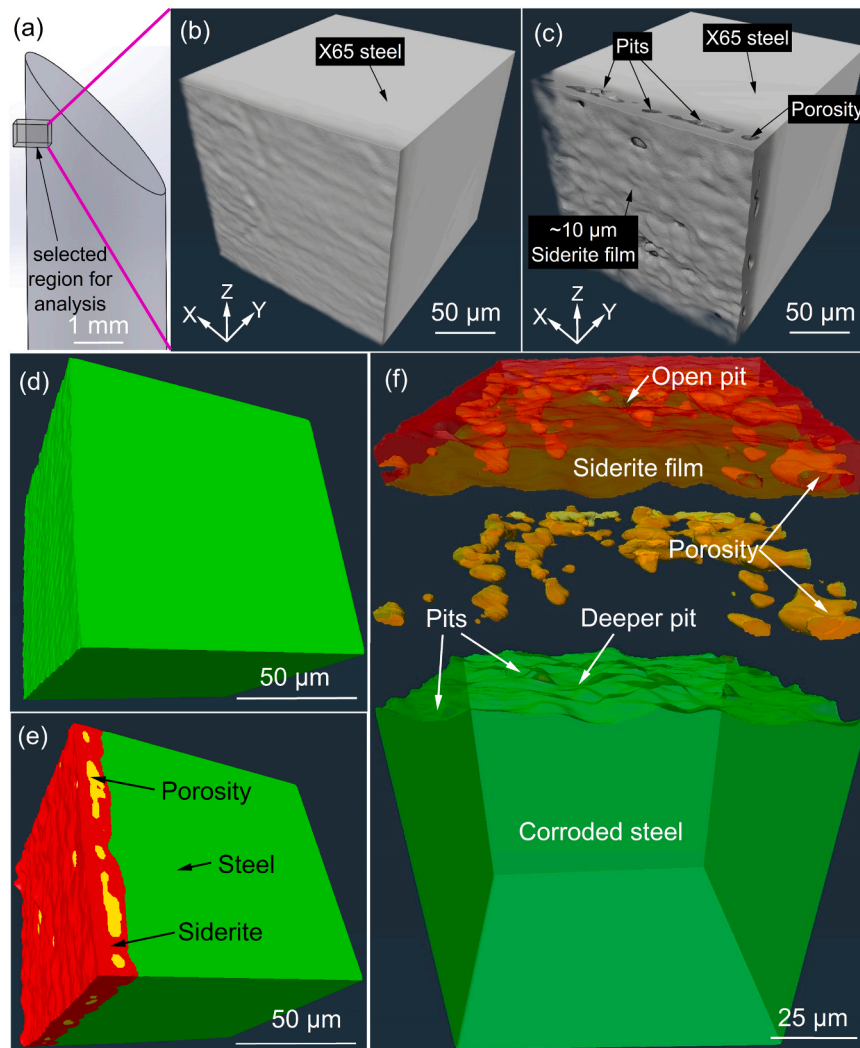 (a)
selected
region for
analysis
1 mm
(b)
X65 steel
X
Z
Y
50 µm
(c)
Pits
X65 steel
Porosity
~10 µm
Siderite film
X
Z
Y
50 µm
(d)
50 µm
(e)
Porosity
Steel
Siderite
50 µm
(f)
Open pit
Siderite film
Porosity
Pits
Deeper pit
Corroded steel
25 µm